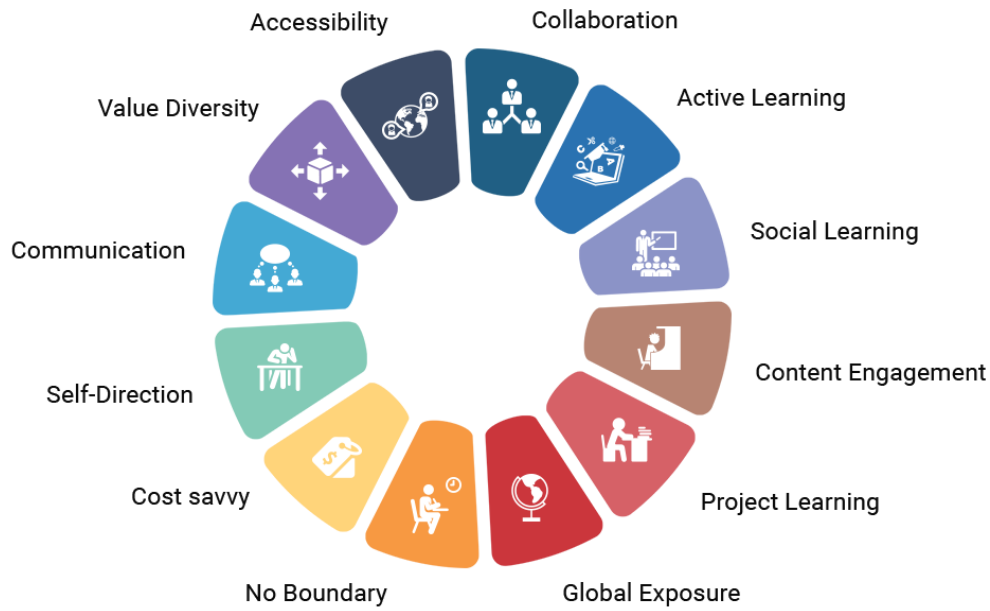 Accessibility
Collaboration
Value Diversity
Active Learning
Communication
Social Learning
Self-Direction
Content Engagement
Cost savvy
Project Learning
No Boundary
Global Exposure
$
A
B